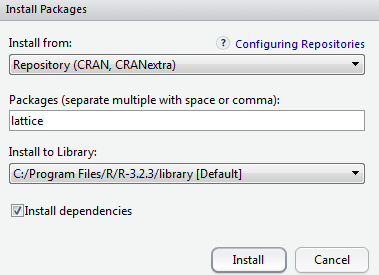 Install Packages
Install from:
? Configuring Repositories
Repository (CRAN, CRANextra)
Packages (separate multiple with space or comma):
lattice
Install to Library:
C:/Program Files/R/R-3.2.3/library [Default]
Install dependencies
Install
Cancel